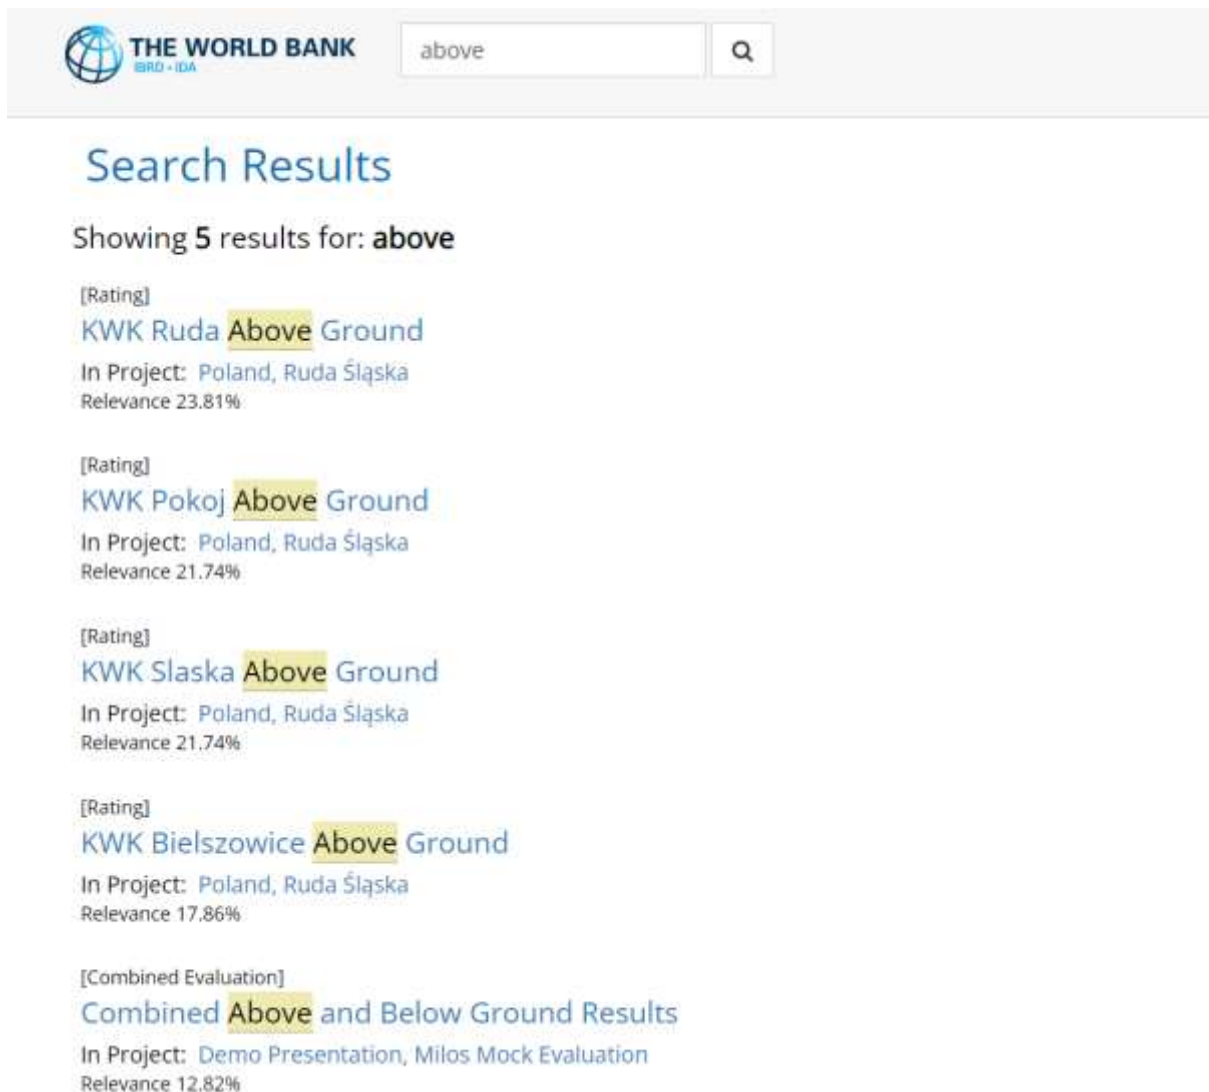 THE WORLD BANK
IBRD • IDA
above
Search Results
Showing 5 results for: above
[Rating]
KWK Ruda Above Ground
In Project: Poland, Ruda Śląska
Relevance 23.81%
[Rating]
KWK Pokoj Above Ground
In Project: Poland, Ruda Śląska
Relevance 21.74%
[Rating]
KWK Slaska Above Ground
In Project: Poland, Ruda Śląska
Relevance 21.74%
[Rating]
KWK Bielszowice Above Ground
In Project: Poland, Ruda Śląska
Relevance 17.86%
[Combined Evaluation]
Combined Above and Below Ground Results
In Project: Demo Presentation, Milos Mock Evaluation
Relevance 12.82%